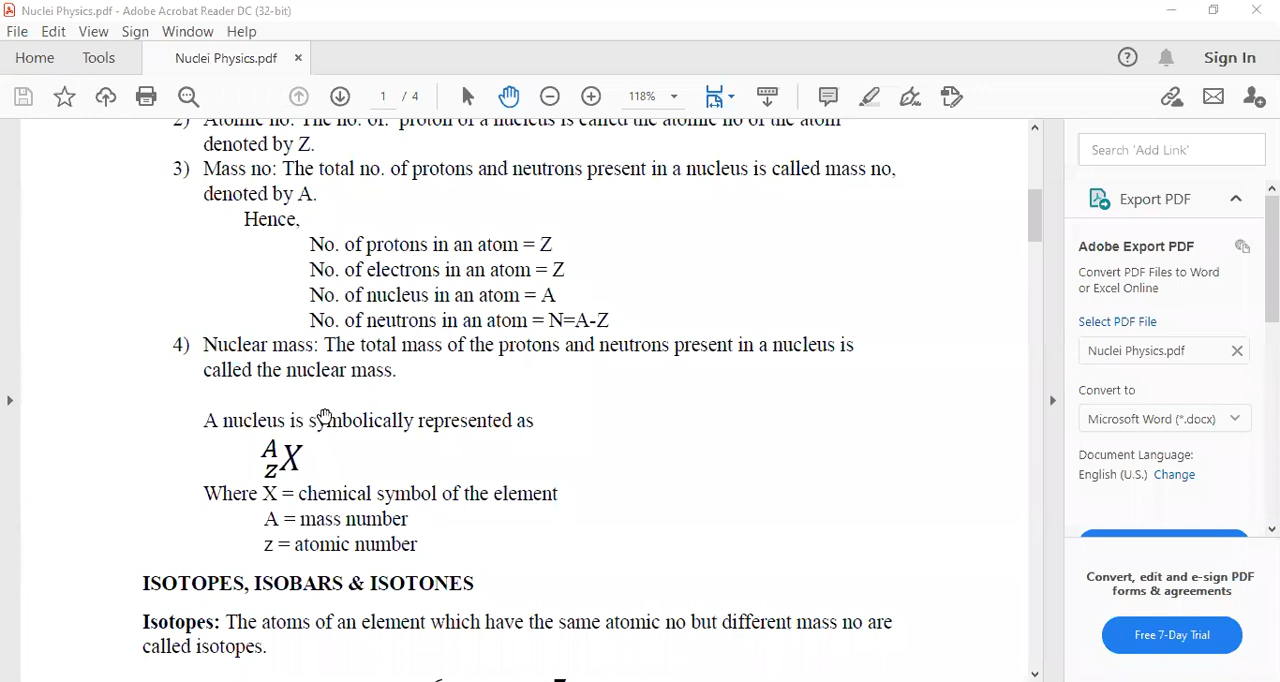 Nuclei Physics.pdf - Adobe Acrobat Reader DC (32-bit)
File Edit View Sign Window Help
Home Tools Nuclei Physics.pdf × Sign In
1 / 4 118%
2) Atomic no: The no. of. proton of a nucleus is called the atomic no of the atom
denoted by Z.
3) Mass no: The total no. of protons and neutrons present in a nucleus is called mass no,
denoted by A.
Hence,
No. of protons in an atom = Z
No. of electrons in an atom = Z
No. of nucleus in an atom = A
No. of neutrons in an atom = N=A-Z
4) Nuclear mass: The total mass of the protons and neutrons present in a nucleus is
called the nuclear mass.
A nucleus is symbolically represented as
A
z X
Where X = chemical symbol of the element
A = mass number
z = atomic number
ISOTOPES, ISOBARS & ISOTONES
Isotopes: The atoms of an element which have the same atomic no but different mass no are
called isotopes.
Search 'Add Link'
Export PDF
Adobe Export PDF
Convert PDF Files to Word
or Excel Online
Select PDF File
Nuclei Physics.pdf
Convert to
Microsoft Word (*.docx)
Document Language:
English (U.S.) Change
Convert, edit and e-sign PDF
forms & agreements
Free 7-Day Trial